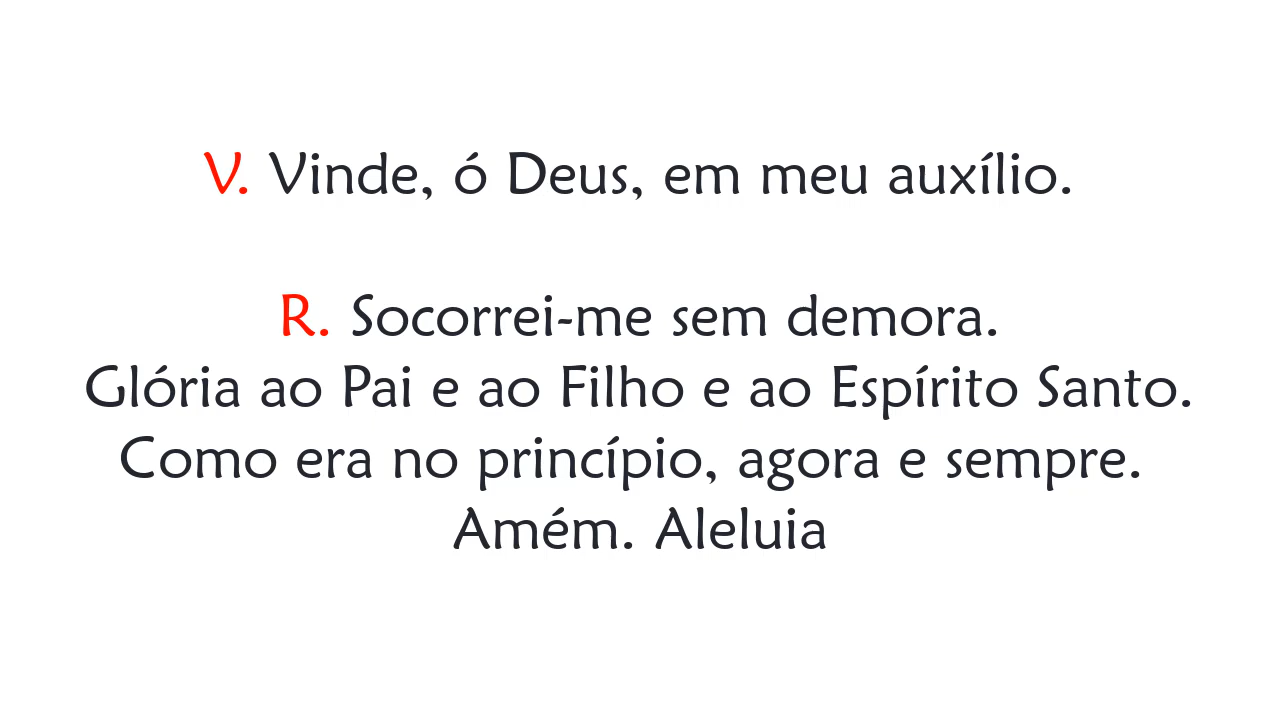 V. Vinde, ó Deus, em meu auxílio.
R. Socorrei-me sem demora.
Glória ao Pai e ao Filho e ao Espírito Santo.
Como era no princípio, agora e sempre.
Amém. Aleluia